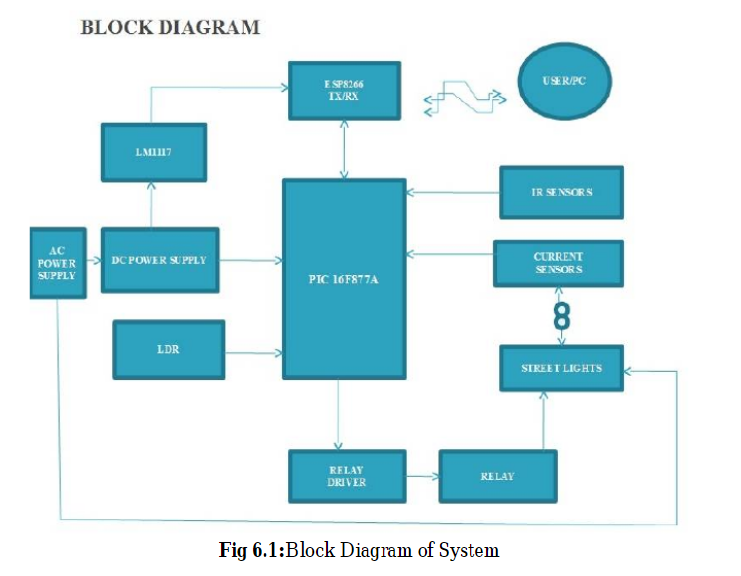 BLOCK DIAGRAM
ESP8266
TX/RX
USER/PC
LM1117
IR SENSORS
AC
POWER
SUPPLY
DC POWER SUPPLY
PIC 16F877A
CURRENT
SENSORS
8
LDR
STREET LIGHTS
RELAY
DRIVER
RELAY
Fig 6.1:Block Diagram of System